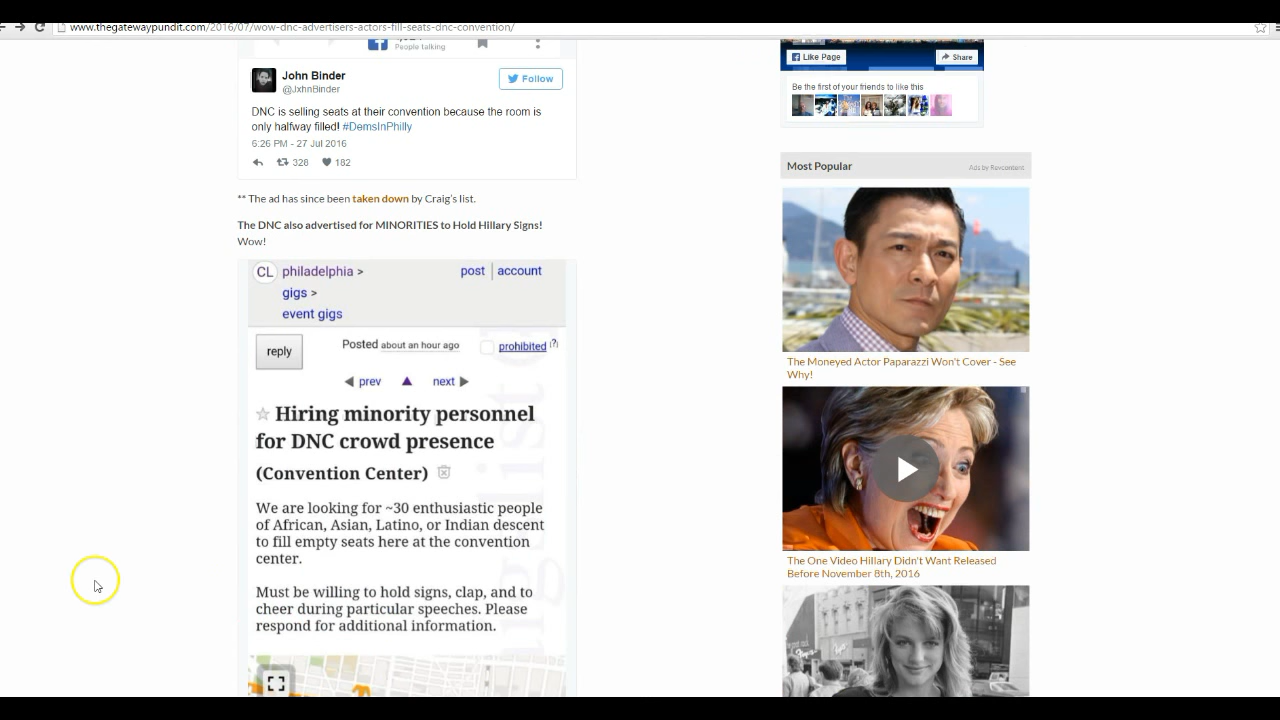 www.thegatewaypundit.com/2016/07/wow-dnc-advertisers-actors-fill-seats-dnc-convention/
People talking
John Binder
@JxhnBinder
Follow
DNC is selling seats at their convention because the room is
only halfway filled! #DemsInPhilly
6:26 PM - 27 Jul 2016
328 182
** The ad has since been taken down by Craig's list.
The DNC also advertised for MINORITIES to Hold Hillary Signs!
Wow!
CL philadelphia > post | account
gigs >
event gigs
reply Posted about an hour ago prohibited [?]
prev next
Hiring minority personnel
for DNC crowd presence
(Convention Center)
We are looking for ~30 enthusiastic people
of African, Asian, Latino, or Indian descent
to fill empty seats here at the convention
center.
Must be willing to hold signs, clap, and to
cheer during particular speeches. Please
respond for additional information.
Like Page Share
Be the first of your friends to like this
Most Popular
Ads by Revcontent
The Moneyed Actor Paparazzi Won't Cover - See
Why!
The One Video Hillary Didn't Want Released
Before November 8th, 2016